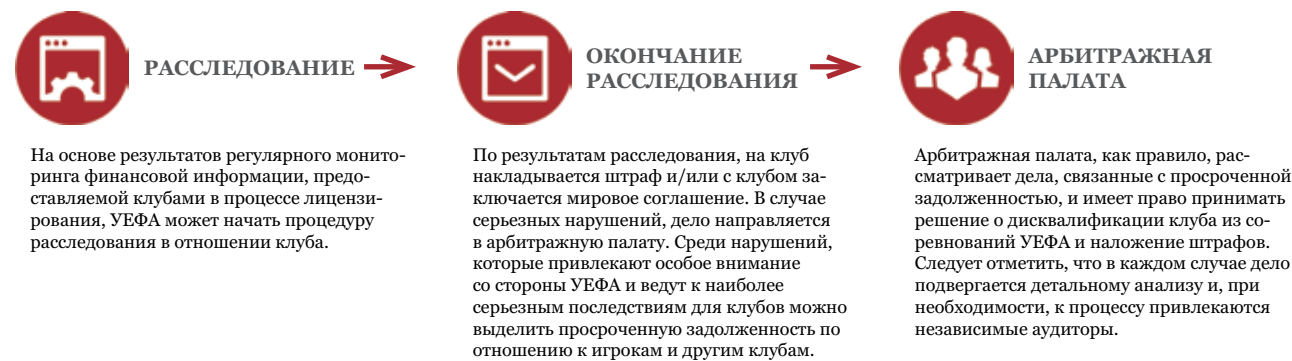 РАССЛЕДОВАНИЕ
На основе результатов регулярного монито-
ринга финансовой информации, предо-
ставляемой клубами в процессе лицензи-
рования, УЕФА может начать процедуру
расследования в отношении клуба.
ОКОНЧАНИЕ
РАССЛЕДОВАНИЯ
По результатам расследования, на клуб
накладывается штраф и/или с клубом за-
ключается мировое соглашение. В случае
серьезных нарушений, дело направляется
в арбитражную палату. Среди нарушений,
которые привлекают особое внимание
со стороны УЕФА и ведут к наиболее
серьезным последствиям для клубов можно
выделить просроченную задолженность по
отношению к игрокам и другим клубам.
АРБИТРАЖНАЯ
ПАЛАТА
Арбитражная палата, как правило, рас-
сматривает дела, связанные с просроченной
задолженностью, и имеет право принимать
решение о дисквалификации клуба из со-
ревнований УЕФА и наложение штрафов.
Следует отметить, что в каждом случае дело
подвергается детальному анализу и, при
необходимости, к процессу привлекаются
независимые аудиторы.